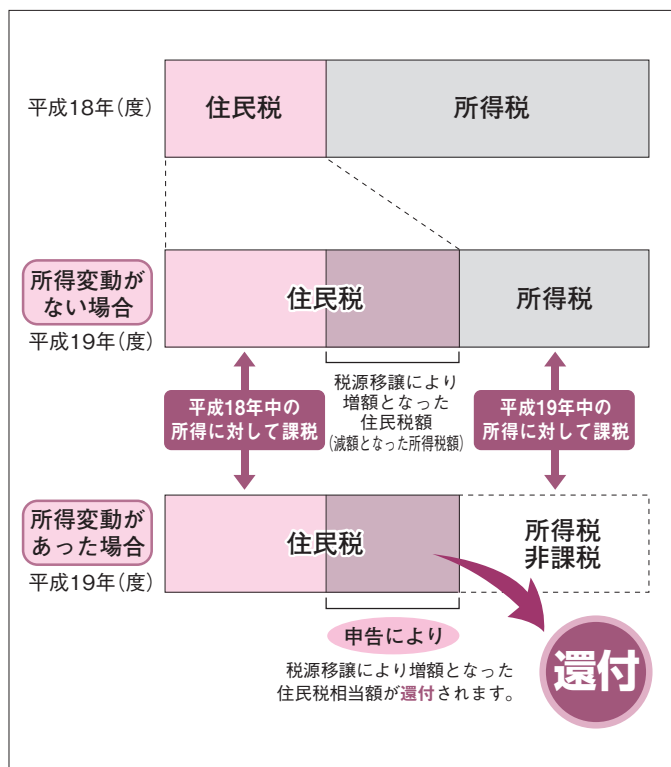 平成18年(度)
住民税
所得税
所得変動が
ない場合
平成19年(度)
住民税
所得税
平成18年中の
所得に対して課税
税源移譲により
増額となった
住民税額
(減額となった所得税額)
平成19年中の
所得に対して課税
所得変動が
あった場合
平成19年(度)
住民税
所得税
非課税
申告により
税源移譲により増額となった
住民税相当額が還付されます。
還付